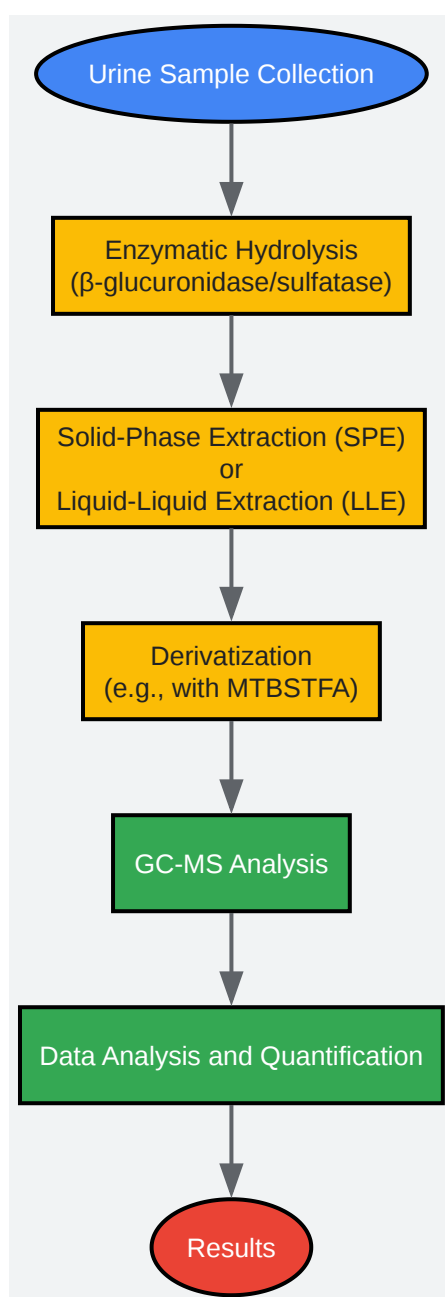 Urine Sample Collection
Enzymatic Hydrolysis
(β-glucuronidase/sulfatase)
Solid-Phase Extraction (SPE)
or
Liquid-Liquid Extraction (LLE)
Derivatization
(e.g., with MTBSTFA)
GC-MS Analysis
Data Analysis and Quantification
Results